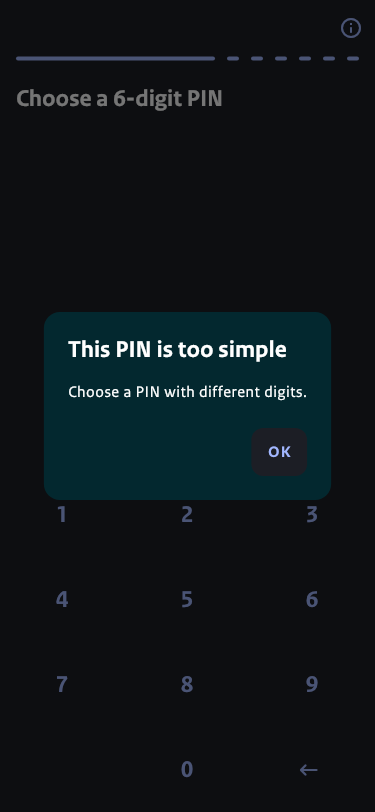 Choose a 6-digit PIN
This PIN is too simple
Choose a PIN with different digits.
OK
1 2 3
4 5 6
7 8 9
0 ←